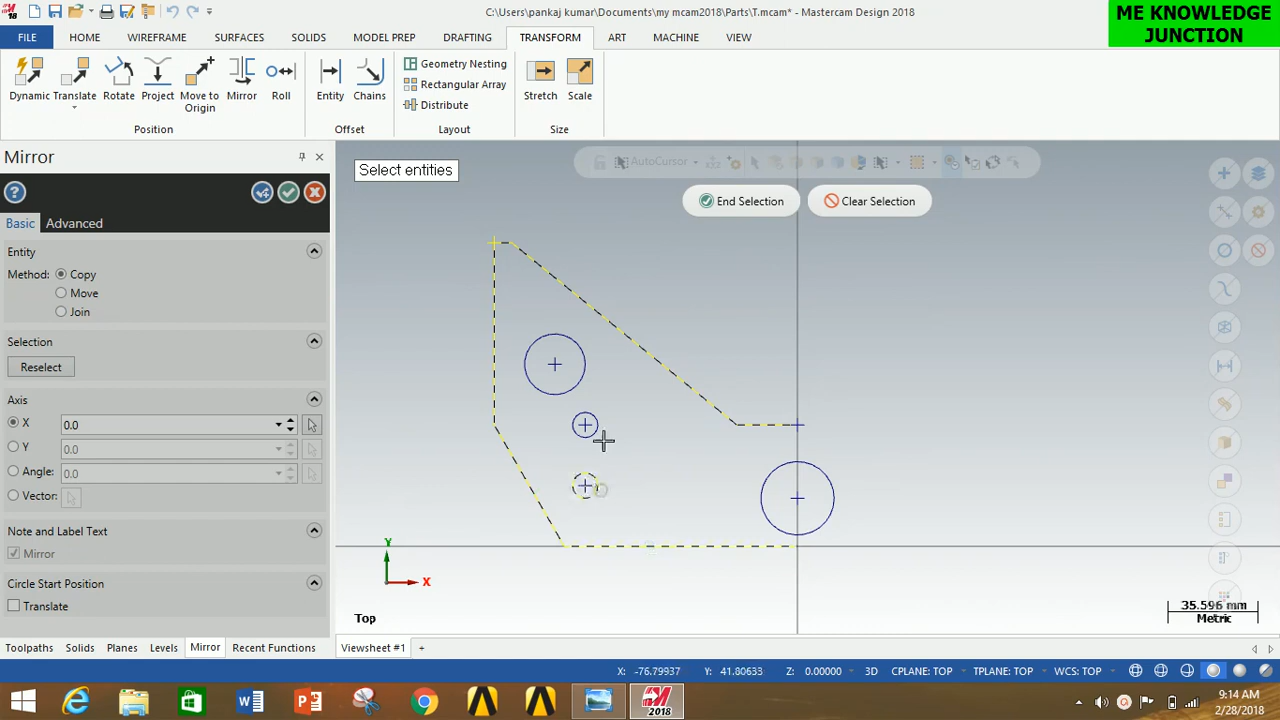 C:\Users\pankaj kumar\Documents\my mcam2018\Parts\T.mcam* - Mastercam Design 2018
ME KNOWLEDGE
JUNCTION
FILE HOME WIREFRAME SURFACES SOLIDS MODEL PREP DRAFTING TRANSFORM ART MACHINE VIEW
Dynamic Translate Rotate Project Move to Origin Mirror Roll Entity Chains Geometry Nesting Stretch Scale
Rectangular Array
Distribute
Position Offset Layout Size
Mirror
Select entities
AutoCursor
End Selection Clear Selection
Basic Advanced
Entity
Method: Copy
Move
Join
Selection
Reselect
Axis
X 0.0
Y 0.0
Angle: 0.0
Vector:
Note and Label Text
Mirror
Circle Start Position
Translate
Y
X
Top
35.596 mm
Metric
Toolpaths Solids Planes Levels Mirror Recent Functions Viewsheet #1 +
X: -76.79937 Y: 41.80633 Z: 0.00000 3D CPLANE: TOP TPLANE: TOP WCS: TOP
9:14 AM
2/28/2018
18
2018